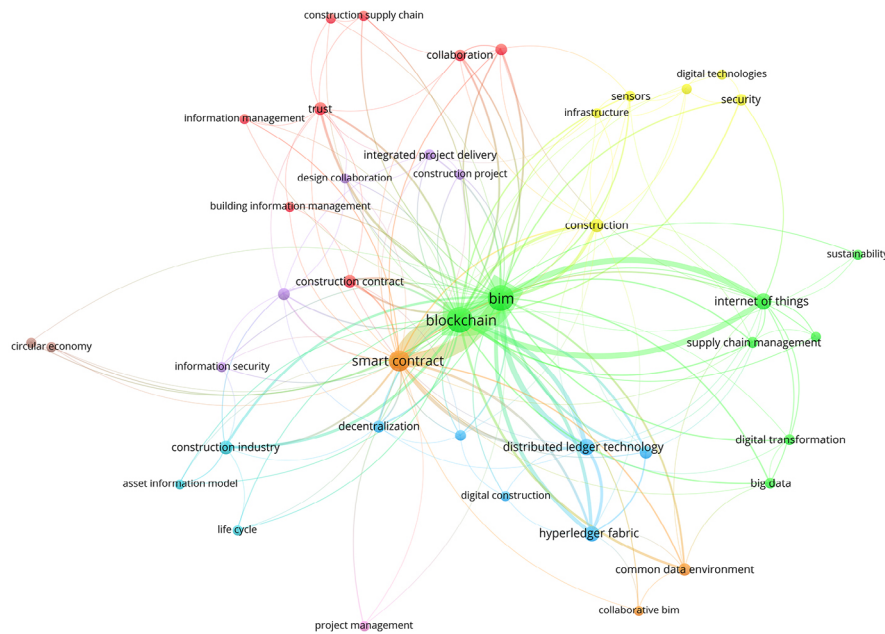 construction supply chain
collaboration
digital technologies
sensors
security
trust
infrastructure
information management
integrated project delivery
construction project
design collaboration
building information management
construction
sustainability
construction contract
bim
internet of things
blockchain
supply chain management
circular economy
smart contract
information security
decentralization
digital transformation
construction industry
distributed ledger technology
asset information model
big data
digital construction
life cycle
hyperledger fabric
common data environment
collaborative bim
project management